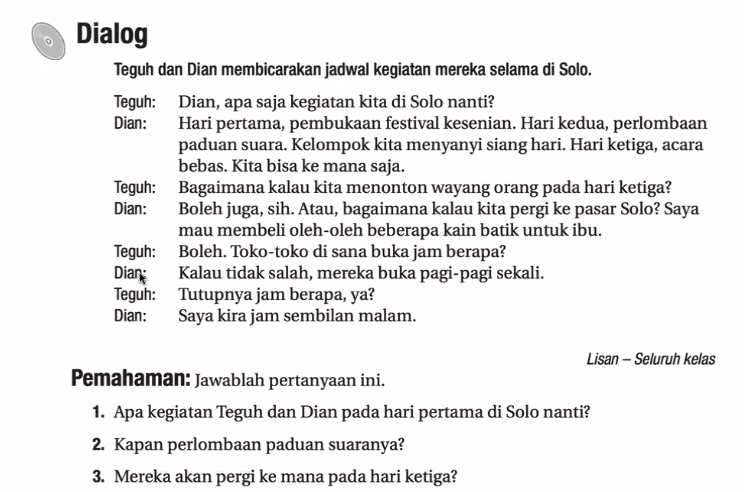 Dialog
Teguh dan Dian membicarakan jadwal kegiatan mereka selama di Solo.
Teguh: Dian, apa saja kegiatan kita di Solo nanti?
Dian: Hari pertama, pembukaan festival kesenian. Hari kedua, perlombaan
paduan suara. Kelompok kita menyanyi siang hari. Hari ketiga, acara
bebas. Kita bisa ke mana saja.
Teguh: Bagaimana kalau kita menonton wayang orang pada hari ketiga?
Dian: Boleh juga, sih. Atau, bagaimana kalau kita pergi ke pasar Solo? Saya
mau membeli oleh-oleh beberapa kain batik untuk ibu.
Teguh: Boleh. Toko-toko di sana buka jam berapa?
Dian: Kalau tidak salah, mereka buka pagi-pagi sekali.
Teguh: Tutupnya jam berapa, ya?
Dian: Saya kira jam sembilan malam.
Lisan – Seluruh kelas
Pemahaman: Jawablah pertanyaan ini.
1. Apa kegiatan Teguh dan Dian pada hari pertama di Solo nanti?
2. Kapan perlombaan paduan suaranya?
3. Mereka akan pergi ke mana pada hari ketiga?